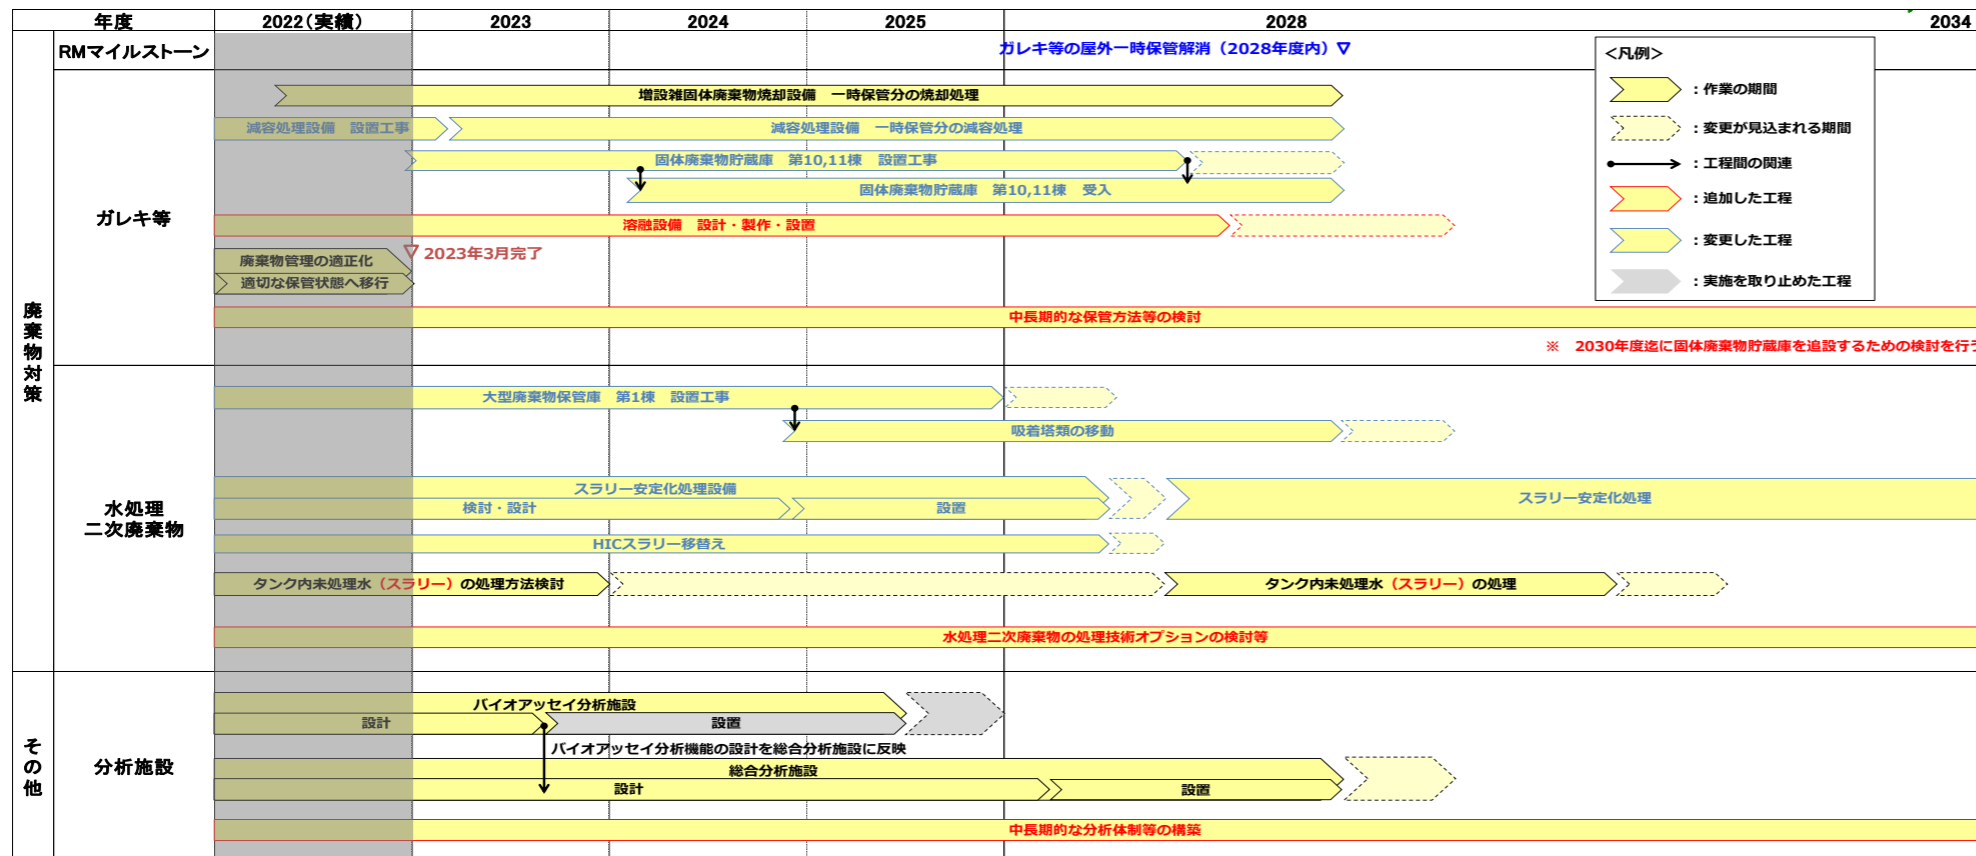 年度
2022(実績)
2023
2024
2025
2028
2034
RMマイルストーン
ガレキ等の屋外一時保管解消（2028年度内）▽
<凡例>
：作業の期間
：変更が見込まれる期間
：工程間の関連
：追加した工程
：変更した工程
：実施を取り止めた工程
廃棄物対策
ガレキ等
増設雑固体廃棄物焼却設備　一時保管分の焼却処理
減容処理設備　設置工事
減容処理設備　一時保管分の減容処理
固体廃棄物貯蔵庫　第10,11棟　設置工事
固体廃棄物貯蔵庫　第10,11棟　受入
溶融設備　設計・製作・設置
▽2023年3月完了
廃棄物管理の適正化
適切な保管状態へ移行
中長期的な保管方法等の検討
※　2030年度迄に固体廃棄物貯蔵庫を追設するための検討を行う
水処理
二次廃棄物
大型廃棄物保管庫　第1棟　設置工事
吸着塔類の移動
スラリー安定化処理設備
検討・設計
設置
スラリー安定化処理
HICスラリー移替え
タンク内未処理水（スラリー）の処理方法検討
タンク内未処理水（スラリー）の処理
水処理二次廃棄物の処理技術オプションの検討等
その他
分析施設
バイオアッセイ分析施設
設計
設置
バイオアッセイ分析機能の設計を総合分析施設に反映
総合分析施設
設計
設置
中長期的な分析体制等の構築